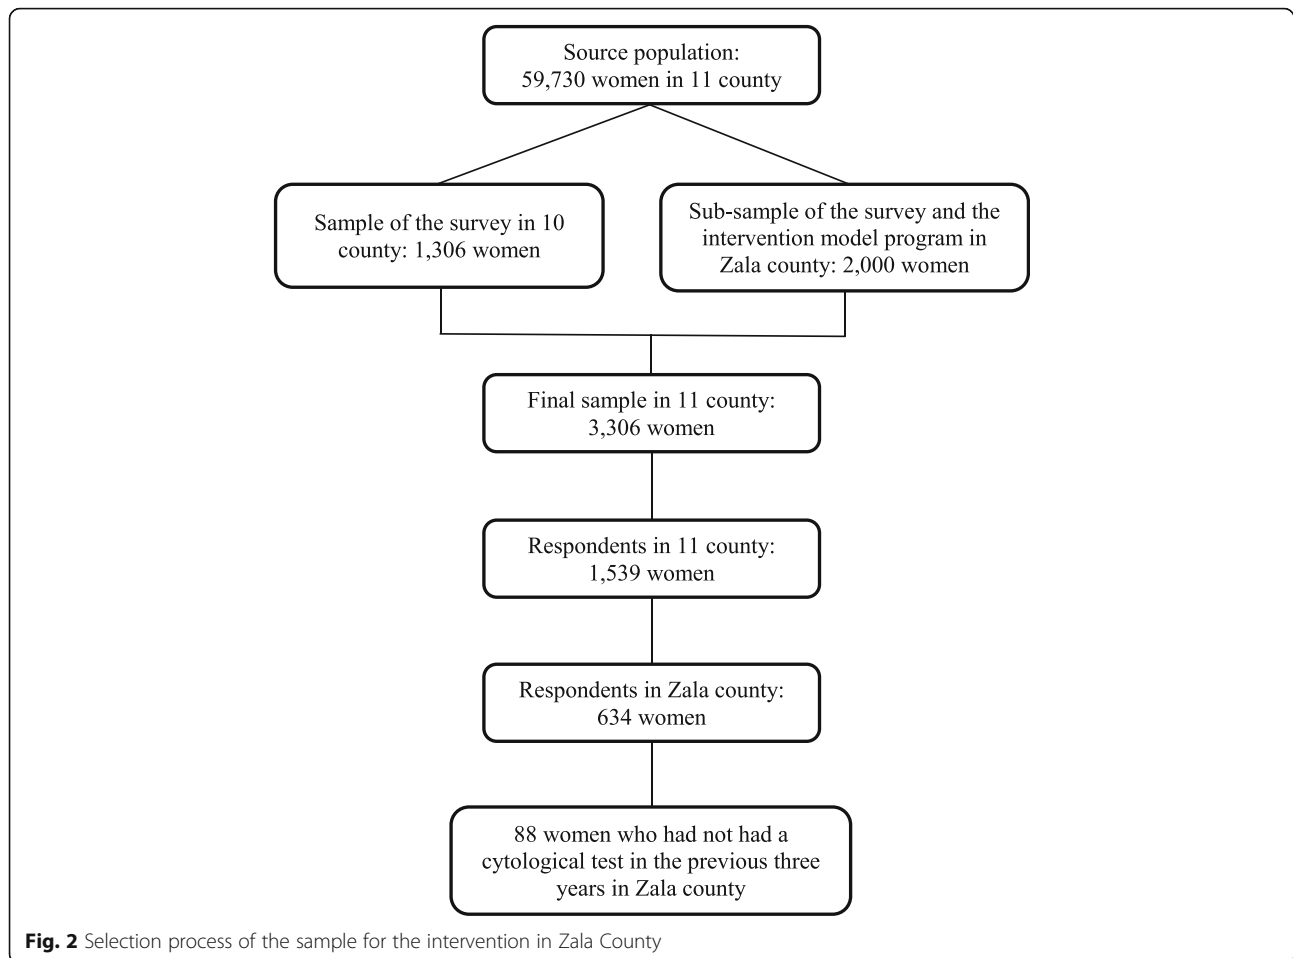 Source population:
59,730 women in 11 county
Sample of the survey in 10
county: 1,306 women
Sub-sample of the survey and the
intervention model program in
Zala county: 2,000 women
Final sample in 11 county:
3,306 women
Respondents in 11 county:
1,539 women
Respondents in Zala county:
634 women
88 women who had not had a
cytological test in the previous three
years in Zala county
Fig. 2 Selection process of the sample for the intervention in Zala County